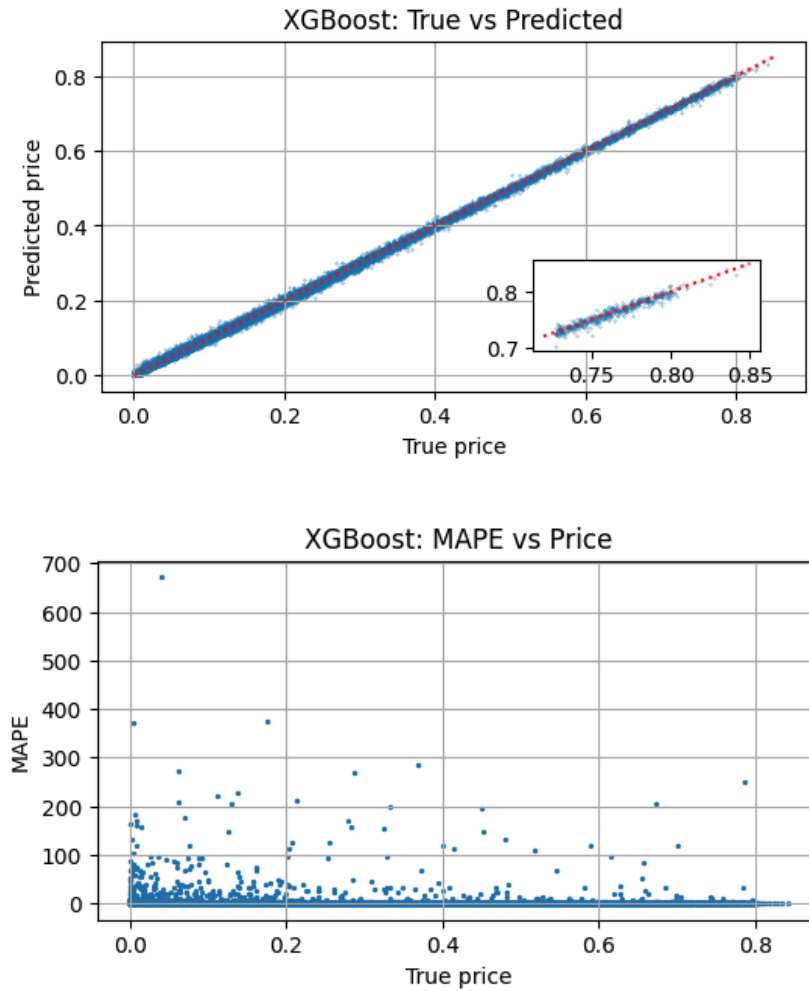 XGBoost: True vs Predicted
0.8
0.6
0.4
0.2
0.0
Predicted price
0.8
0.7
0.75 0.80 0.85
0.0 0.2 0.4 0.6 0.8
True price
XGBoost: MAPE vs Price
700
600
500
400
300
200
100
0
MAPE
0.0 0.2 0.4 0.6 0.8
True price